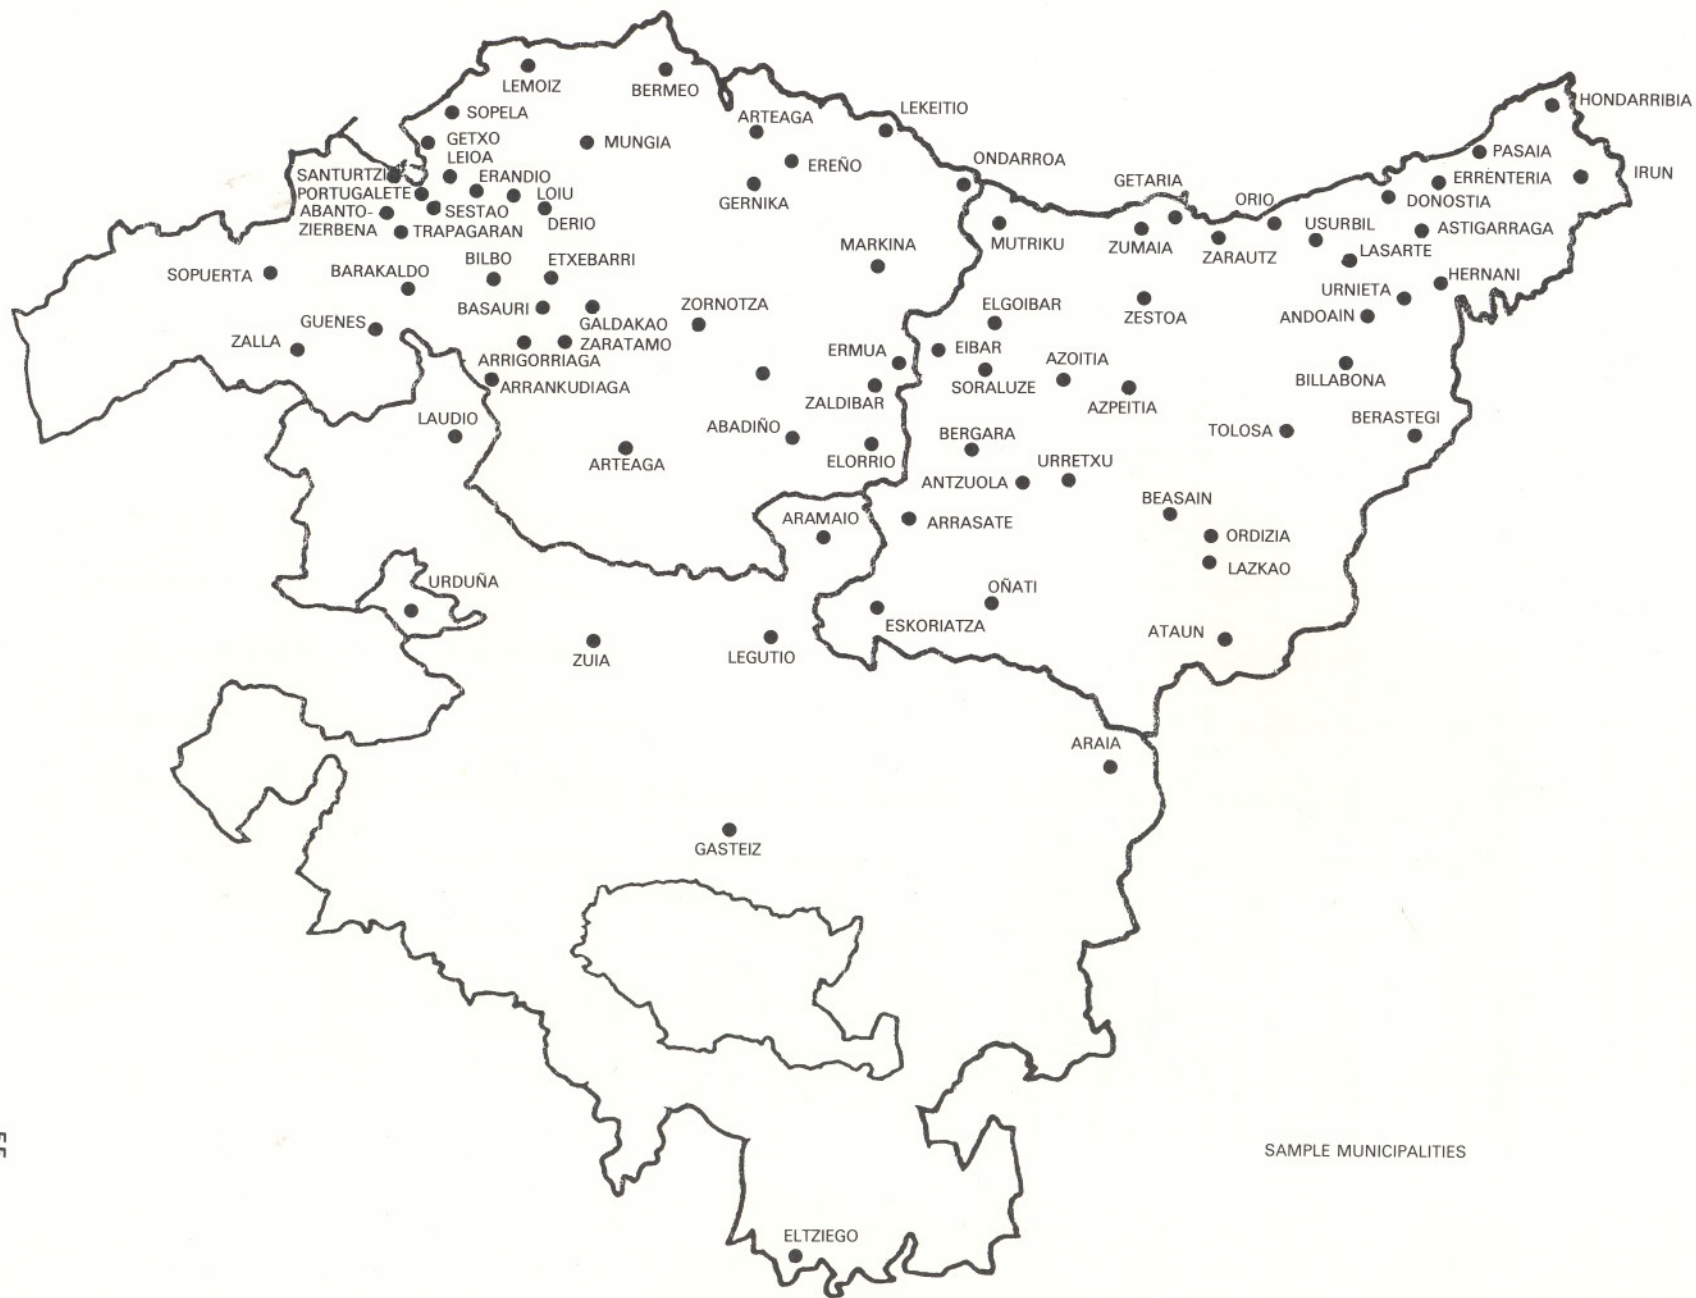 LEMOIZ
BERMEO
SOPELA
LEKEITIO
ARTEAGA
HONDARRIBIA
GETXO
MUNGIA
LEIOA
EREÑO
ONDARROA
PASAIA
SANTURTZI
ERANDIO
GETARIA
ERRENTERIA
IRUN
PORTUGALETE
LOIU
GERNIKA
ORIO
DONOSTIA
ABANTO-
ZIERBENA
SESTAO
DERIO
USURBIL
ASTIGARRAGA
TRAPAGARAN
MARKINA
MUTRIKU
ZUMAIA
ZARAUTZ
LASARTE
SOPUERTA
BARAKALDO
BILBO
ETXEBARRI
HERNANI
URNIETA
BASAURI
ZORNOTZA
ELGOIBAR
ZESTOA
ANDOAIN
GUENES
GALDAKAO
ZALLA
ZARATAMO
ERMUA
EIBAR
AZOITIA
ARRIGORRIAGA
SORALUZE
BILLABONA
ARRANKUDIAGA
ZALDIBAR
AZPEITIA
LAUDIO
ABADIÑO
BERGARA
TOLOSA
BERASTEGI
ARTEAGA
ELORRIO
URRETXU
ANTZUOLA
BEASAIN
ARAMAIO
ARRASATE
ORDIZIA
LAZKAO
URDUÑA
OÑATI
ESKORIATZA
ATAUN
ZUIA
LEGUTIO
ARAIA
GASTEIZ
55
SAMPLE MUNICIPALITIES
ELTZIEGO